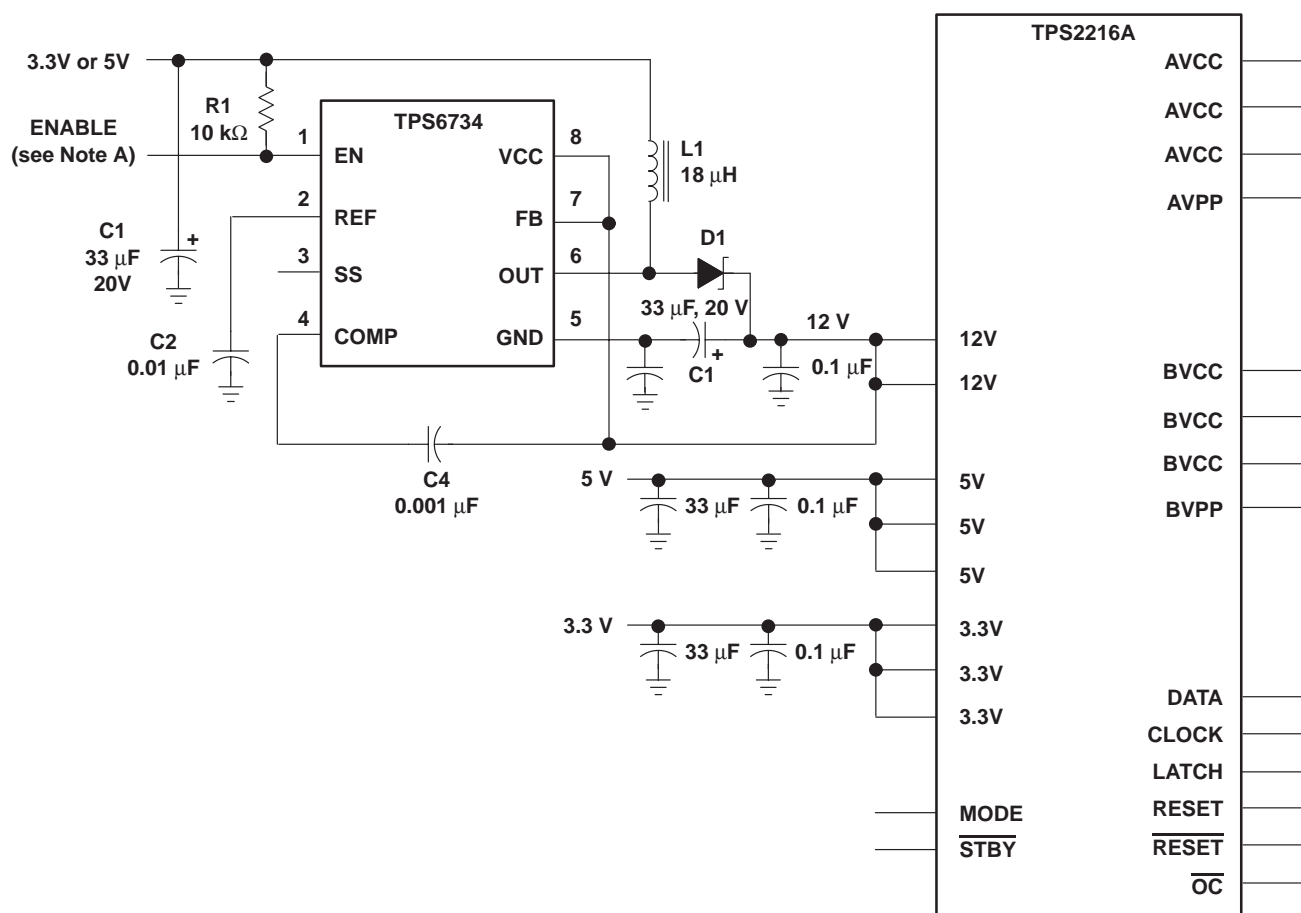 TPS2216A
3.3V or 5V
AVCC
R1
10 kΩ
AVCC
TPS6734
ENABLE
(see Note A)
1
EN
VCC
8
L1
18 μH
AVCC
2
REF
FB
7
AVPP
C1
+
33 μF
20V
3
SS
OUT
6
D1
33 μF, 20 V
4
COMP
GND
5
12 V
12V
C2
0.01 μF
+
C1
0.1 μF
12V
BVCC
BVCC
BVCC
C4
0.001 μF
5 V
5V
BVPP
33 μF
0.1 μF
5V
5V
3.3 V
3.3V
33 μF
0.1 μF
3.3V
3.3V
DATA
CLOCK
LATCH
MODE
RESET
STBY
RESET
OC